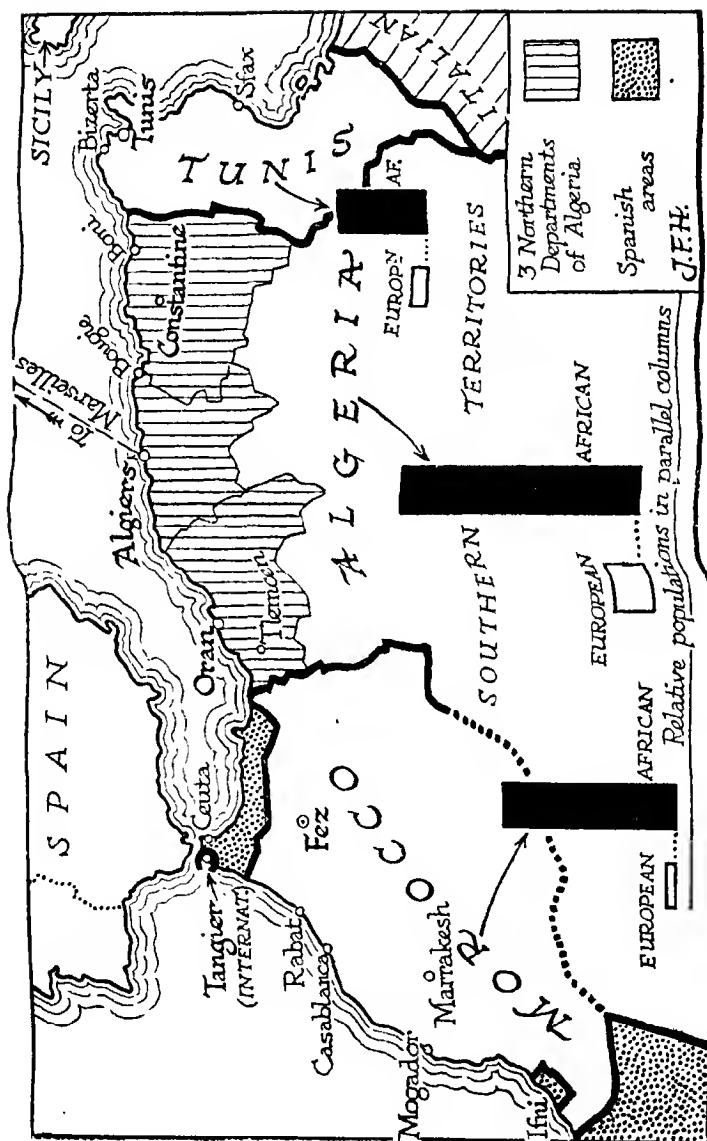 SPAIN
SICILY
To Marseilles
Bizerta
Tunis
Sfax
Boni
Bougie
Algiers
Constantine
Oran
Tlemcen
Ceuta
Tangier
(INTERNAT.)
Rabat
Casablanca
Mogador
Marrakesh
Fez
Ifni
MOROCCO
ALGERIA
TUNIS
ITALIAN
SOUTHERN TERRITORIES
EUROPEAN
AFRICAN
EUROPEAN
AFRICAN
EUROPN
AF.
Relative populations in parallel columns
3 Northern
Departments
of Algeria
Spanish
areas
J.F.H.